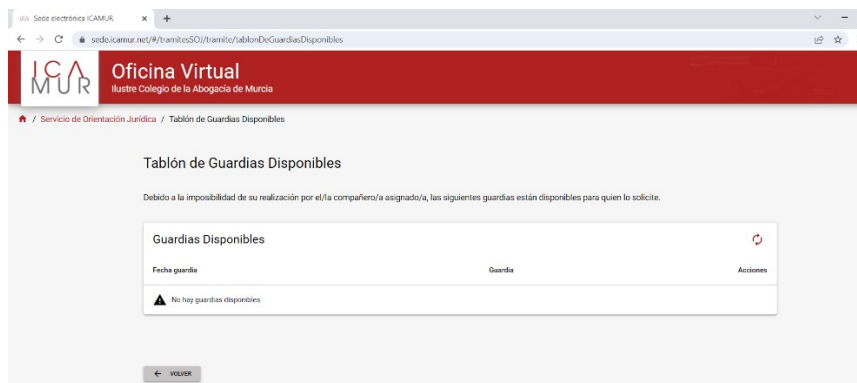 Sede electrónica ICAMUR
sede.icamur.net/#/tramitesSOJ/tramite/tablonDeGuardiasDisponibles
ICA
MUR
Oficina Virtual
Ilustre Colegio de la Abogacía de Murcia
/ Servicio de Orientación Jurídica / Tablón de Guardias Disponibles
Tablón de Guardias Disponibles
Debido a la imposibilidad de su realización por el/la compañero/a asignado/a, las siguientes guardias están disponibles para quien lo solicite.
Guardias Disponibles
Fecha guardia Guardia Acciones
No hay guardias disponibles
VOLVER